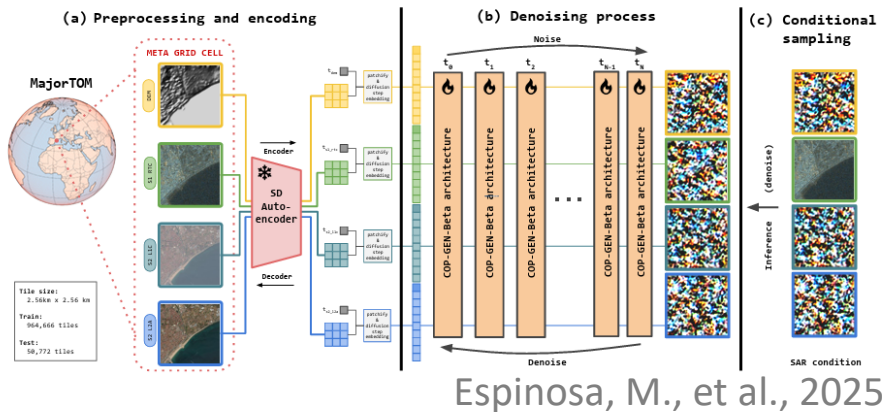 (a) Preprocessing and encoding
(b) Denoising process
(c) Conditional
sampling
META GRID CELL
MajorTOM
DEM
S1 RTC
S2 L1C
S2 L2A
Encoder
SD
Auto-
encoder
Decoder
patchify
&
diffusion
step
embedding
patchify
&
diffusion
step
embedding
patchify
&
diffusion
step
embedding
patchify
&
diffusion
step
embedding
Tile size:
2.56km x 2.56 km
Train:
964,666 tiles
Test:
50,772 tiles
Noise
t0
t1
t2
tN-1
tN
COP-GEN-Beta architecture
COP-GEN-Beta architecture
COP-GEN-Beta architecture
...
COP-GEN-Beta architecture
COP-GEN-Beta architecture
Denoise
Inference (denoise)
SAR condition
Espinosa, M., et al., 2025